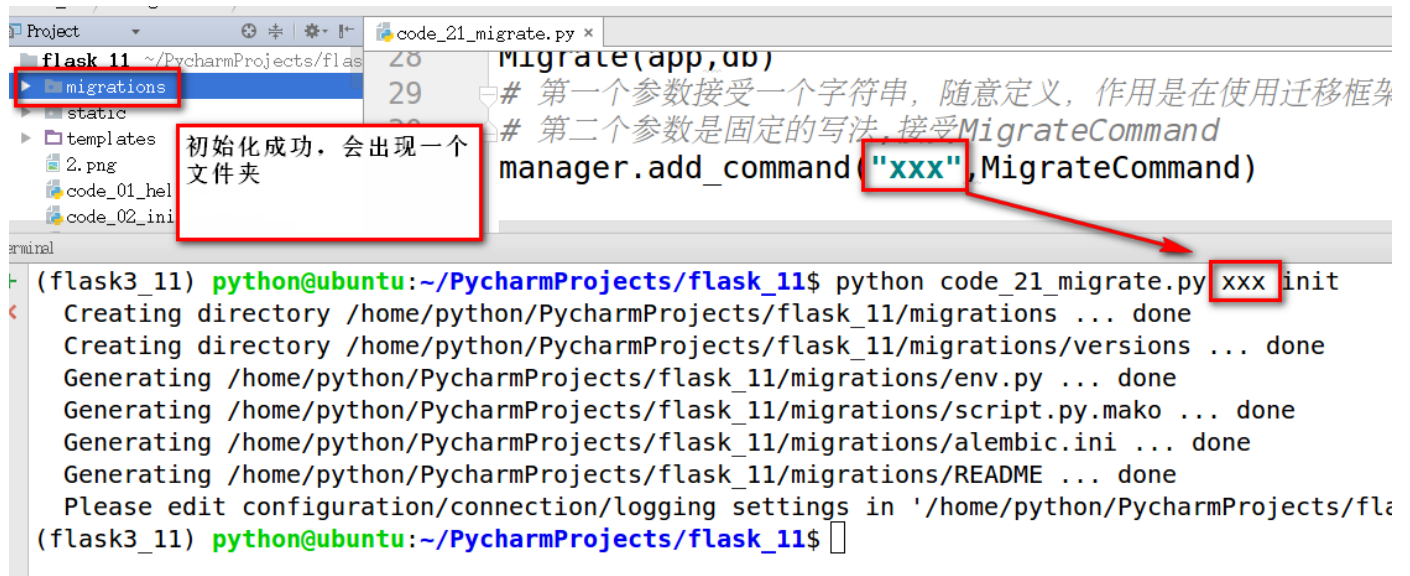 Project
code_21_migrate.py ×
flask_11 ~/PycharmProjects/flas
migrations
static
templates
2.png
code_01_hel
code_02_ini
初始化成功，会出现一个
文件夹
28 Migrate(app,db)
29 # 第一个参数接受一个字符串，随意定义，作用是在使用迁移框架
# 第二个参数是固定的写法,接受MigrateCommand
manager.add_command("xxx",MigrateCommand)
(flask3_11) python@ubuntu:~/PycharmProjects/flask_11$ python code_21_migrate.py xxx init
Creating directory /home/python/PycharmProjects/flask_11/migrations ... done
Creating directory /home/python/PycharmProjects/flask_11/migrations/versions ... done
Generating /home/python/PycharmProjects/flask_11/migrations/env.py ... done
Generating /home/python/PycharmProjects/flask_11/migrations/script.py.mako ... done
Generating /home/python/PycharmProjects/flask_11/migrations/alembic.ini ... done
Generating /home/python/PycharmProjects/flask_11/migrations/README ... done
Please edit configuration/connection/logging settings in '/home/python/PycharmProjects/fla
(flask3_11) python@ubuntu:~/PycharmProjects/flask_11$